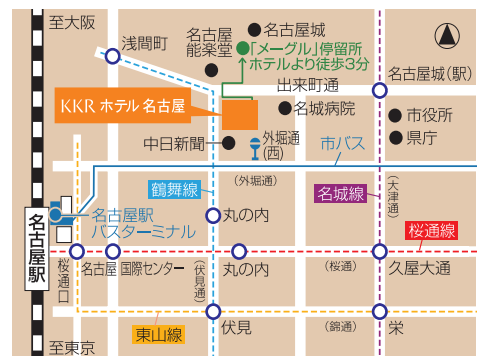 至大阪
浅間町
名古屋
能楽堂
名古屋城
「メーグル」停留所
ホテルより徒歩3分
出来町通
名古屋城(駅)
KKR ホテル 名古屋
名城病院
市役所
県庁
中日新聞
外堀通
(西)
市バス
(外堀通)
鶴舞線
名城線
(大津通)
名古屋駅
バスターミナル
丸の内
桜通線
名古屋駅
桜通口
名古屋
国際センター
(伏見通)
丸の内
(桜通)
久屋大通
東山線
伏見
(錦通)
栄
至東京